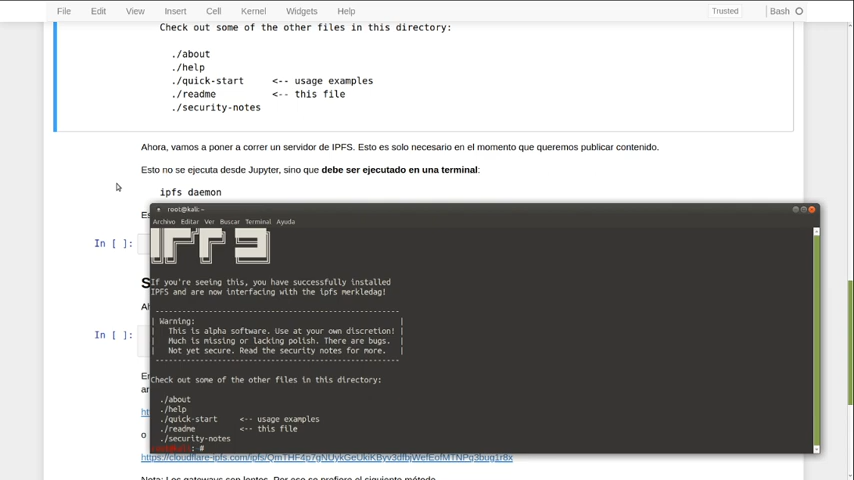 File Edit View Insert Cell Kernel Widgets Help Trusted Bash
Check out some of the other files in this directory:
./about
./help
./quick-start <-- usage examples
./readme <-- this file
./security-notes
Ahora, vamos a poner a correr un servidor de IPFS. Esto es solo necesario en el momento que queremos publicar contenido.
Esto no se ejecuta desde Jupyter, sino que debe ser ejecutado en una terminal:
ipfs daemon
In [ ]:
In [ ]:
root@kali: ~
Archivo Editar Ver Buscar Terminal Ayuda
If you're seeing this, you have successfully installed
IPFS and are now interfacing with the ipfs merkledag!
-------------------------------------------------------
| Warning: |
| This is alpha software. Use at your own discretion! |
| Much is missing or lacking polish. There are bugs. |
| Not yet secure. Read the security notes for more. |
-------------------------------------------------------
Check out some of the other files in this directory:
./about
./help
./quick-start <-- usage examples
./readme <-- this file
./security-notes
root@kali: #
Nota: Los gateways son lentos. Por eso se prefiere el siguiente método.